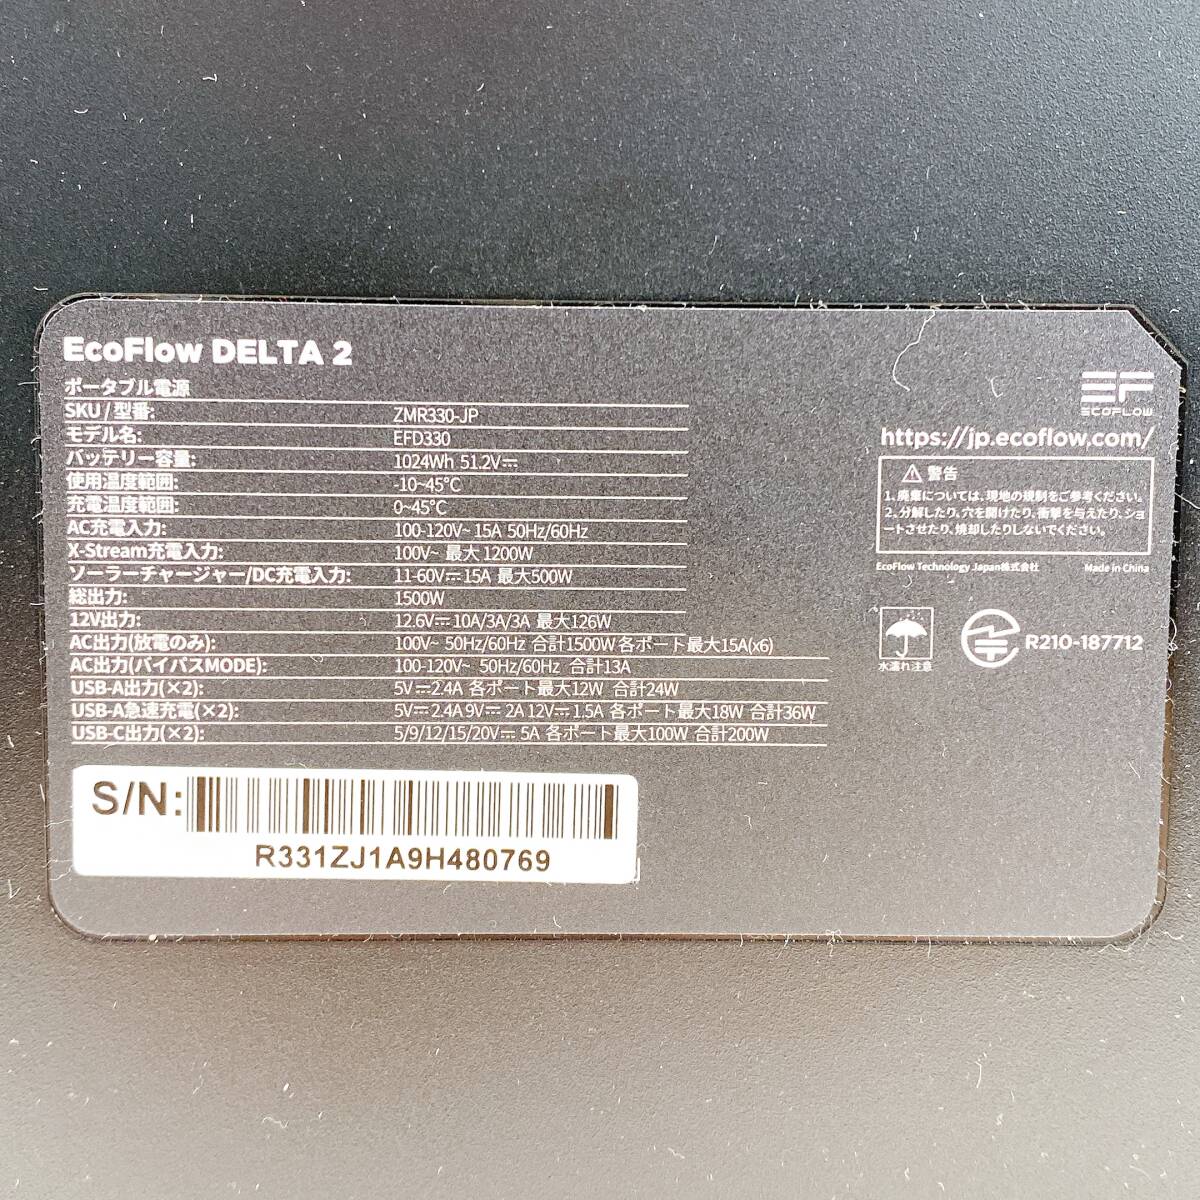 EcoFlow DELTA 2
ポータブル電源
SKU / 型番: ZMR330-JP
モデル名: EFD330
バッテリー容量: 1024Wh 51.2V⎓
使用温度範囲: -10~45°C
充電温度範囲: 0~45°C
AC充電入力: 100-120V~ 15A 50Hz/60Hz
X-Stream充電入力: 100V~ 最大 1200W
ソーラーチャージャー/DC充電入力: 11-60V⎓ 15A 最大500W
総出力: 1500W
12V出力: 12.6V⎓ 10A/3A/3A 最大126W
AC出力(放電のみ): 100V~ 50Hz/60Hz 合計1500W 各ポート最大15A(x6)
AC出力(バイパスMODE): 100-120V~ 50Hz/60Hz 合計13A
USB-A出力(×2): 5V⎓2.4A 各ポート最大12W 合計24W
USB-A急速充電(×2): 5V⎓2.4A 9V⎓ 2A 12V⎓1.5A 各ポート最大18W 合計36W
USB-C出力(×2): 5/9/12/15/20V⎓ 5A 各ポート最大100W 合計200W
S/N:
R331ZJ1A9H480769
EF
ECOFLOW
https://jp.ecoflow.com/
⚠ 警告
1、廃棄については、現地の規制をご参考ください。
2、分解したり、穴を開けたり、衝撃を与えたり、ショ
ートさせたり、焼却したりしないでください。
EcoFlow Technology Japan株式会社 Made in China
水濡れ注意
R210-187712